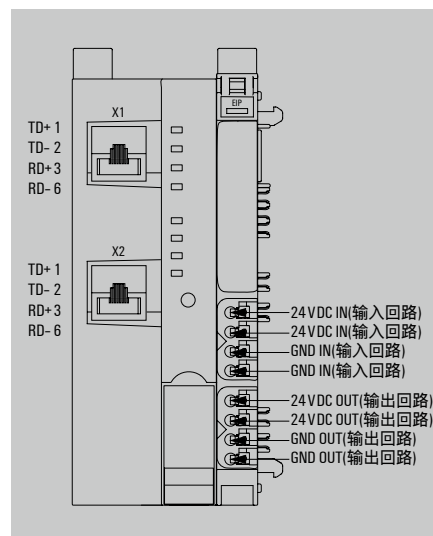 EIP
X1
TD+ 1
TD- 2
RD+3
RD- 6
X2
TD+ 1
TD- 2
RD+3
RD- 6
24VDC IN(输入回路)
24VDC IN(输入回路)
GND IN(输入回路)
GND IN(输入回路)
24VDC OUT(输出回路)
24VDC OUT(输出回路)
GND OUT(输出回路)
GND OUT(输出回路)